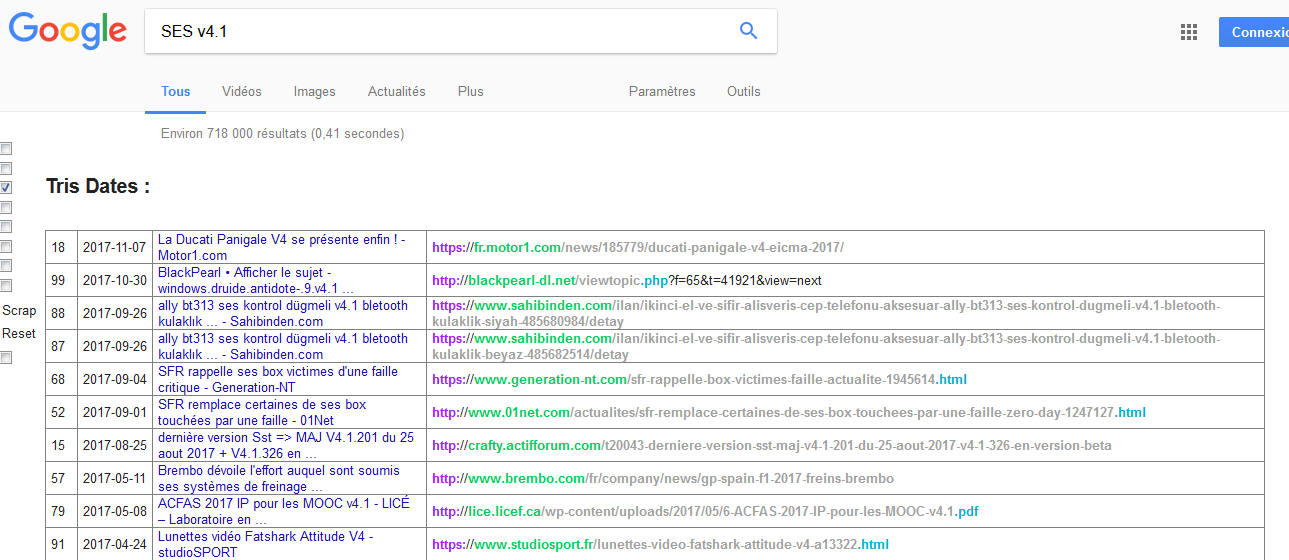 Google
SES v4.1
Connexio
Tous Vidéos Images Actualités Plus Paramètres Outils
Environ 718 000 résultats (0,41 secondes)
Tris Dates :
Scrap
Reset
18 2017-11-07 La Ducati Panigale V4 se présente enfin ! - https://fr.motor1.com/news/185779/ducati-panigale-v4-eicma-2017/
Motor1.com
99 2017-10-30 BlackPearl • Afficher le sujet - http://blackpearl-dl.net/viewtopic.php?f=65&t=41921&view=next
windows.druide.antidote-.9.v4.1 ...
88 2017-09-26 ally bt313 ses kontrol dügmeli v4.1 bletooth https://www.sahibinden.com/ilan/ikinci-el-ve-sifir-alisveris-cep-telefonu-aksesuar-ally-bt313-ses-kontrol-dugmeli-v4.1-bletooth-
kulaklık ... - Sahibinden.com kulaklik-siyah-485680984/detay
87 2017-09-26 ally bt313 ses kontrol dügmeli v4.1 bletooth https://www.sahibinden.com/ilan/ikinci-el-ve-sifir-alisveris-cep-telefonu-aksesuar-ally-bt313-ses-kontrol-dugmeli-v4.1-bletooth-
kulaklık ... - Sahibinden.com kulaklik-beyaz-485682514/detay
68 2017-09-04 SFR rappelle ses box victimes d'une faille https://www.generation-nt.com/sfr-rappelle-box-victimes-faille-actualite-1945614.html
critique - Generation-NT
52 2017-09-01 SFR remplace certaines de ses box http://www.01net.com/actualites/sfr-remplace-certaines-de-ses-box-touchees-par-une-faille-zero-day-1247127.html
touchées par une faille - 01Net
15 2017-08-25 dernière version Sst => MAJ V4.1.201 du 25 http://crafty.actifforum.com/t20043-derniere-version-sst-maj-v4-1-201-du-25-aout-2017-v4-1-326-en-version-beta
aout 2017 + V4.1.326 en ...
57 2017-05-11 Brembo dévoile l'effort auquel sont soumis http://www.brembo.com/fr/company/news/gp-spain-f1-2017-freins-brembo
ses systèmes de freinage ...
79 2017-05-08 ACFAS 2017 IP pour les MOOC v4.1 - LICÉ http://lice.licef.ca/wp-content/uploads/2017/05/6-ACFAS-2017-IP-pour-les-MOOC-v4.1.pdf
– Laboratoire en ...
91 2017-04-24 Lunettes vidéo Fatshark Attitude V4 - https://www.studiosport.fr/lunettes-video-fatshark-attitude-v4-a13322.html
studioSPORT